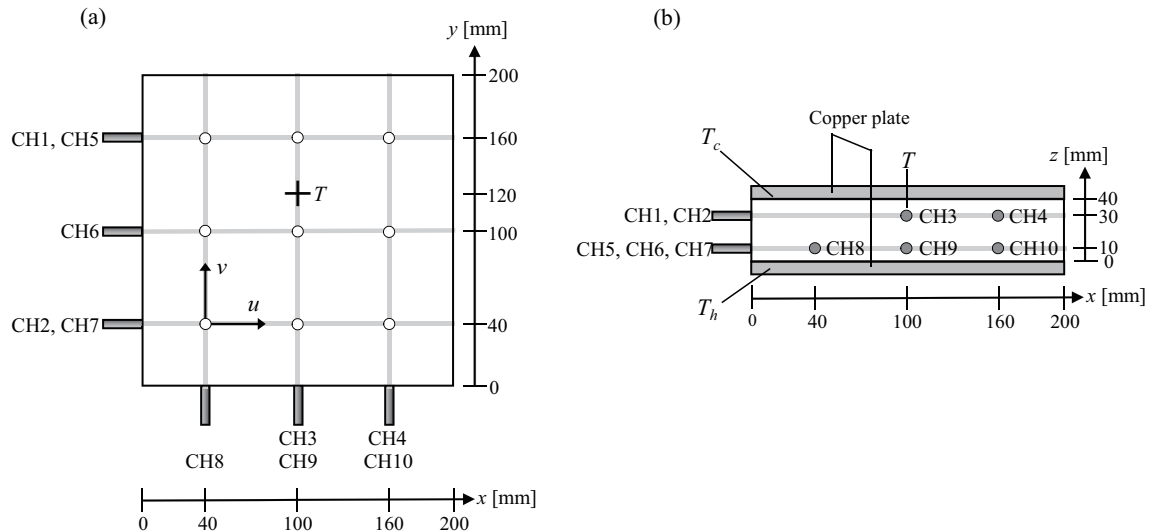 (a)
y [mm]
200
CH1, CH5
160
T
120
CH6
100
v
u
CH2, CH7
40
0
CH3
CH4
CH8
CH9
CH10
x [mm]
0
40
100
160
200
(b)
Copper plate
T_c
T
z [mm]
40
CH1, CH2
CH3
CH4
30
CH5, CH6, CH7
CH8
CH9
CH10
10
0
T_h
x [mm]
0
40
100
160
200